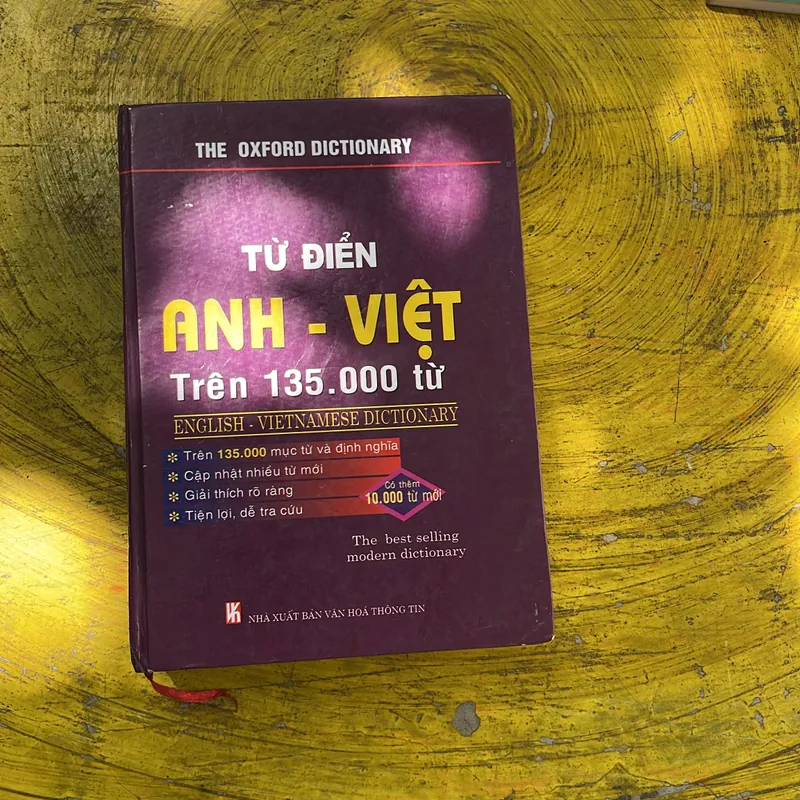 THE OXFORD DICTIONARY
TỪ ĐIỂN
ANH - VIỆT
Trên 135.000 từ
ENGLISH - VIETNAMESE DICTIONARY
✻ Trên 135.000 mục từ và định nghĩa
✻ Cập nhật nhiều từ mới
✻ Giải thích rõ ràng
✻ Tiện lợi, dễ tra cứu
Có thêm
10.000 từ mới
The best selling
modern dictionary
NHÀ XUẤT BẢN VĂN HOÁ THÔNG TIN